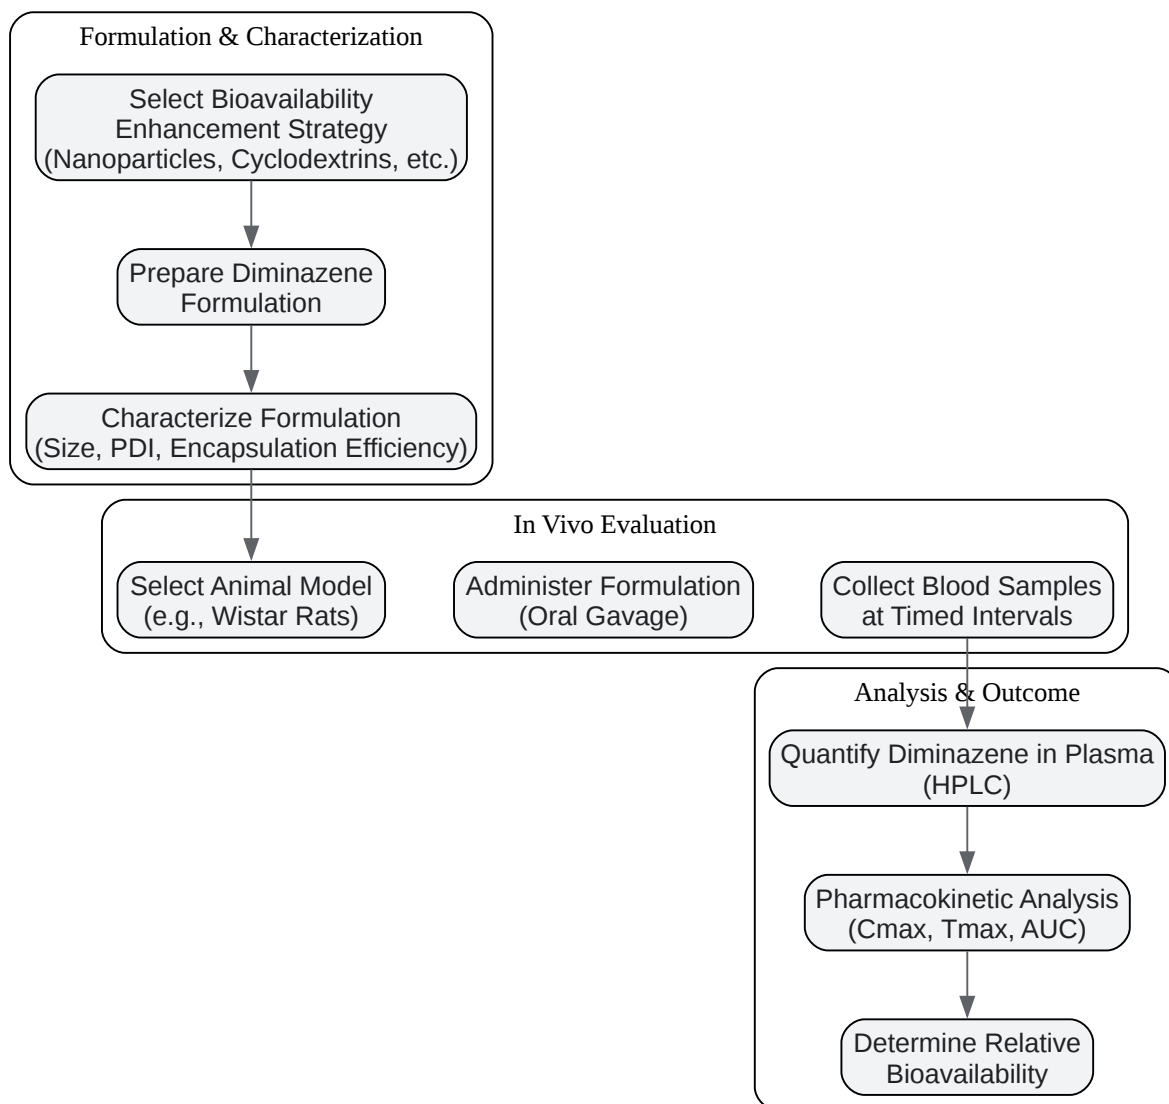 Formulation & Characterization
Select Bioavailability
Enhancement Strategy
(Nanoparticles, Cyclodextrins, etc.)
Prepare Diminazene
Formulation
Characterize Formulation
(Size, PDI, Encapsulation Efficiency)
In Vivo Evaluation
Select Animal Model
(e.g., Wistar Rats)
Administer Formulation
(Oral Gavage)
Collect Blood Samples
at Timed Intervals
Analysis & Outcome
Quantify Diminazene in Plasma
(HPLC)
Pharmacokinetic Analysis
(Cmax, Tmax, AUC)
Determine Relative
Bioavailability